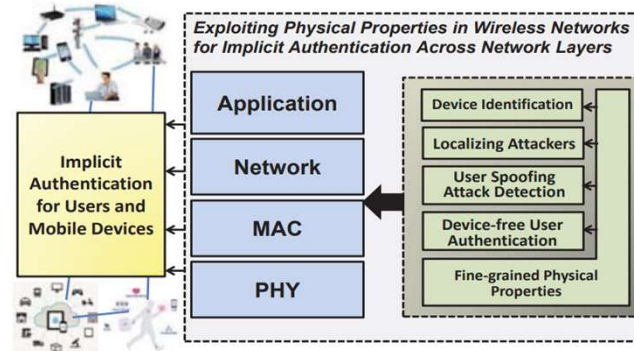 Exploiting Physical Properties in Wireless Networks
for Implicit Authentication Across Network Layers
Implicit
Authentication
for Users and
Mobile Devices
Application
Network
MAC
PHY
Device Identification
Localizing Attackers
User Spoofing
Attack Detection
Device-free User
Authentication
Fine-grained Physical
Properties